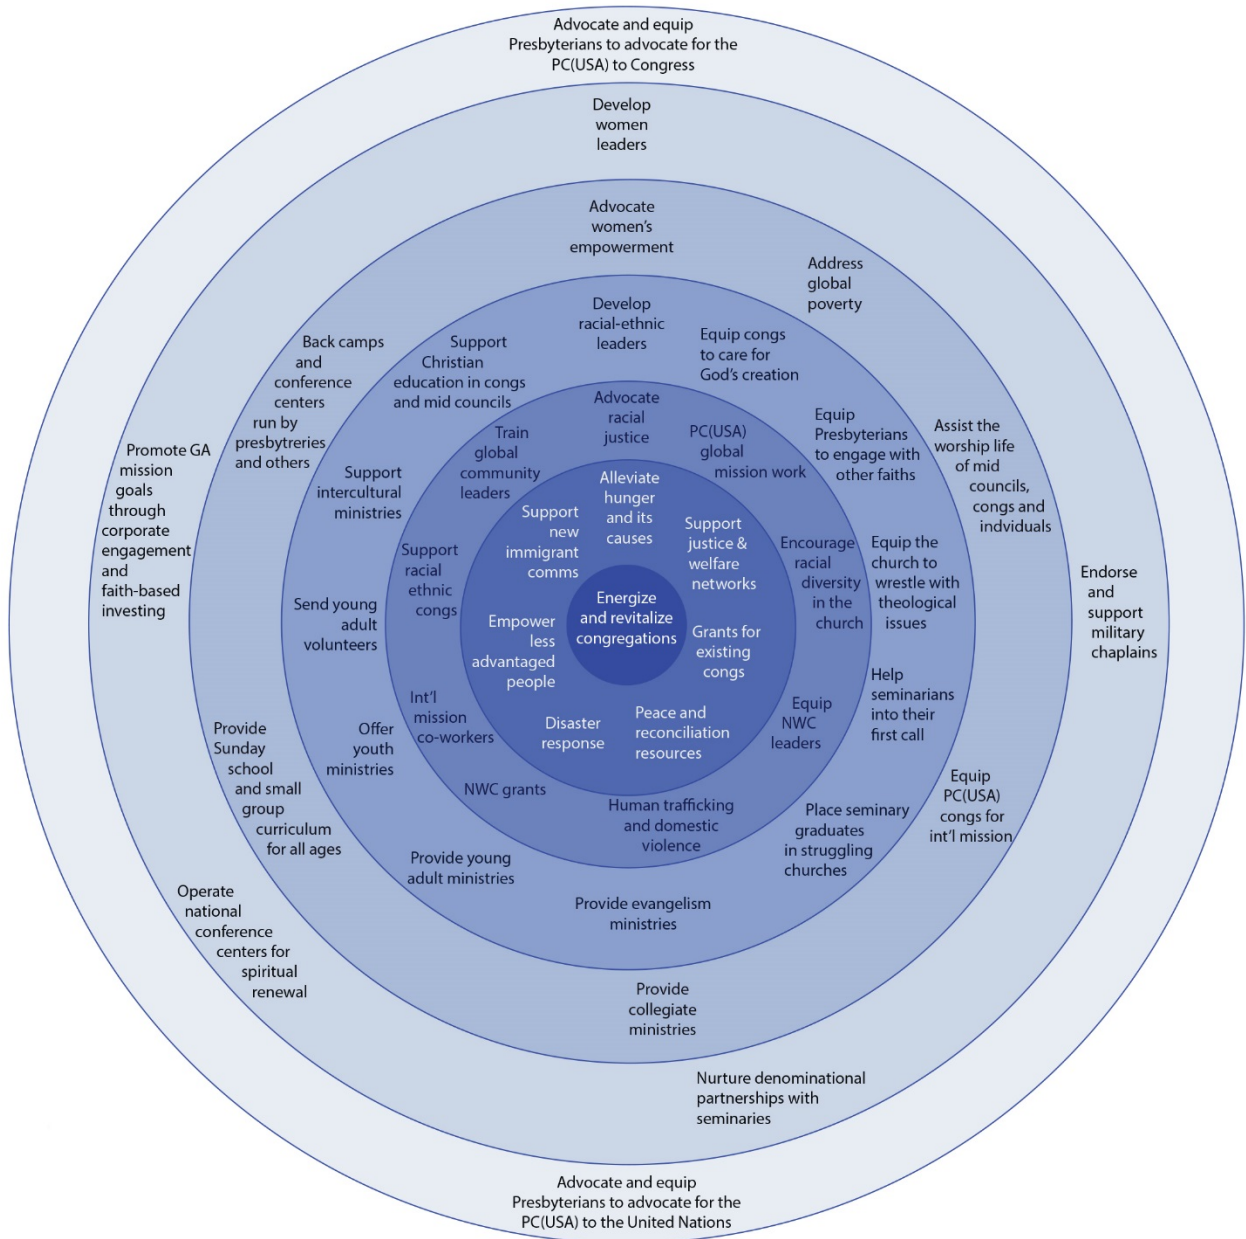 Advocate and equip
Presbyterians to advocate for the
PC(USA) to Congress
Develop
women
leaders
Advocate
women's
empowerment
Address
global
poverty
Develop
racial-ethnic
leaders
Support
Christian
education in congs
and mid councils
Equip congs
to care for
God's creation
Back camps
and
conference
centers
run by
presbytreries
and others
Advocate
racial
justice
Equip
Presbyterians
to engage with
other faiths
Assist the
worship life
of mid
councils,
congs and
indviduals
Train
global
community
leaders
PC(USA)
global
mission work
Promote GA
mission
goals
through
corporate
engagement
and
faith-based
investing
Support
intercultural
ministries
Alleviate
hunger
and its
causes
Support
new
immigrant
comms
Support
justice &
welfare
networks
Support
racial
ethnic
congs
Encourage
racial
diversity
in the
church
Equip the
church to
wrestle with
theological
issues
Endorse
and
support
military
chaplains
Send young
adult
volunteers
Energize
and revitalize
congregations
Empower
less
advantaged
people
Grants for
existing
congs
Help
seminarians
into their
first call
Int'l
mission
co-workers
Equip
NWC
leaders
Disaster
response
Peace and
reconciliation
resources
Offer
youth
ministries
Provide
Sunday
school
and small
group
curriculum
for all ages
NWC grants
Human trafficking
and domestic
violence
Equip
PC(USA)
congs for
int'l mission
Place seminary
graduates
in struggling
churches
Provide young
adult ministries
Provide evangelism
ministries
Operate
national
conference
centers for
spiritual
renewal
Provide
collegiate
ministries
Nurture denominational
partnerships with
seminaries
Advocate and equip
Presbyterians to advocate for the
PC(USA) to the United Nations